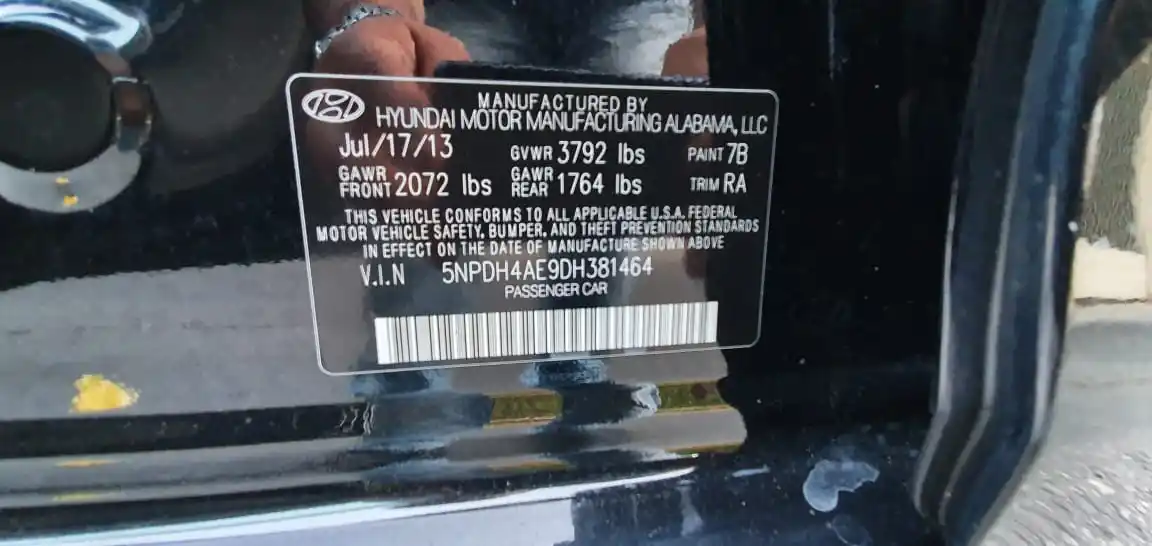 MANUFACTURED BY
HYUNDAI MOTOR MANUFACTURING ALABAMA, LLC
Jul/17/13 GVWR 3792 lbs PAINT 7B
GAWR FRONT 2072 lbs GAWR REAR 1764 lbs TRIM RA
THIS VEHICLE CONFORMS TO ALL APPLICABLE U.S.A. FEDERAL
MOTOR VEHICLE SAFETY, BUMPER, AND THEFT PREVENTION STANDARDS
IN EFFECT ON THE DATE OF MANUFACTURE SHOWN ABOVE
V.I.N 5NPDH4AE9DH381464
PASSENGER CAR